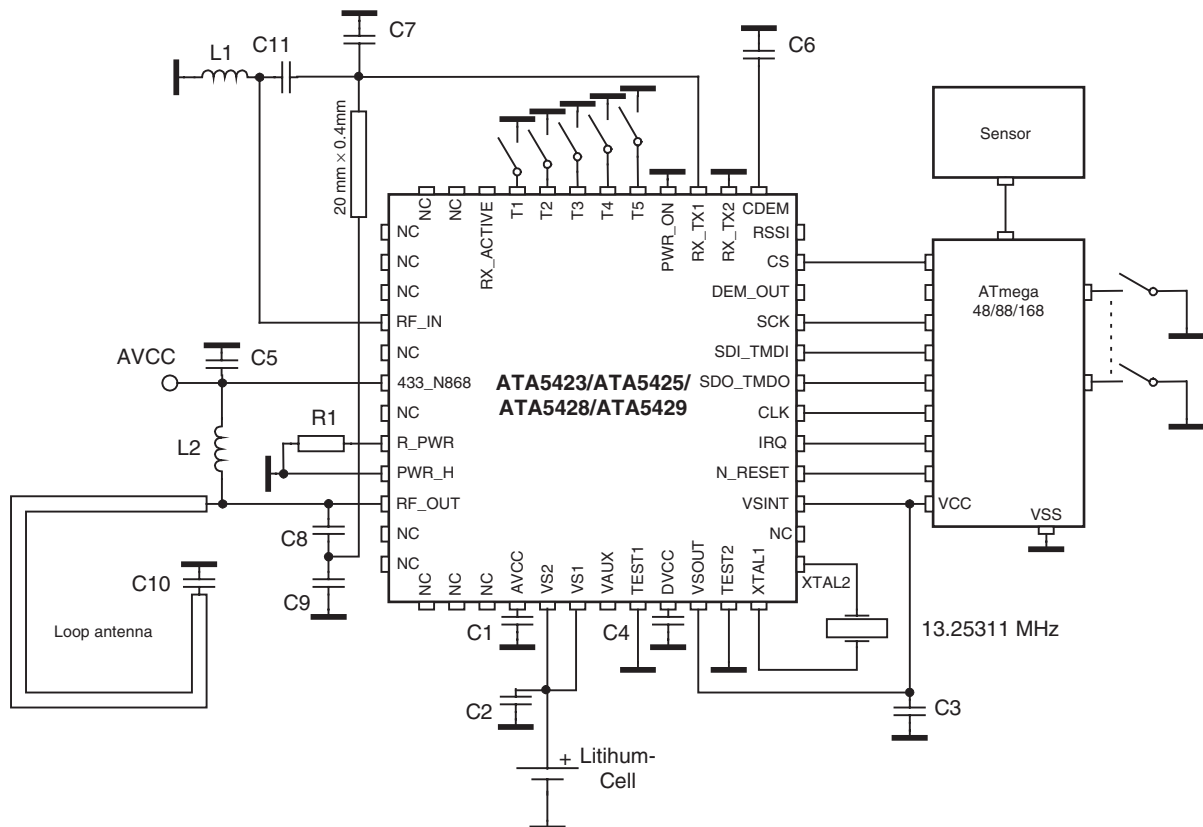 C7
C6
L1
C11
20 mm × 0.4mm
Sensor
NC
NC
RX_ACTIVE
T1
T2
T3
T4
T5
PWR_ON
RX_TX1
RX_TX2
CDEM
NC
NC
NC
RF_IN
NC
433_N868
NC
R_PWR
PWR_H
RF_OUT
NC
NC
RSSI
CS
DEM_OUT
SCK
SDI_TMDI
SDO_TMDO
CLK
IRQ
N_RESET
VSINT
NC
XTAL2
ATA5423/ATA5425/
ATA5428/ATA5429
ATmega
48/88/168
VCC
VSS
AVCC
C5
R1
L2
C8
C9
C10
Loop antenna
NC
NC
NC
AVCC
VS2
VS1
VAUX
TEST1
DVCC
VSOUT
TEST2
XTAL1
C1
C4
13.25311 MHz
C2
C3
+ Litihum-
Cell